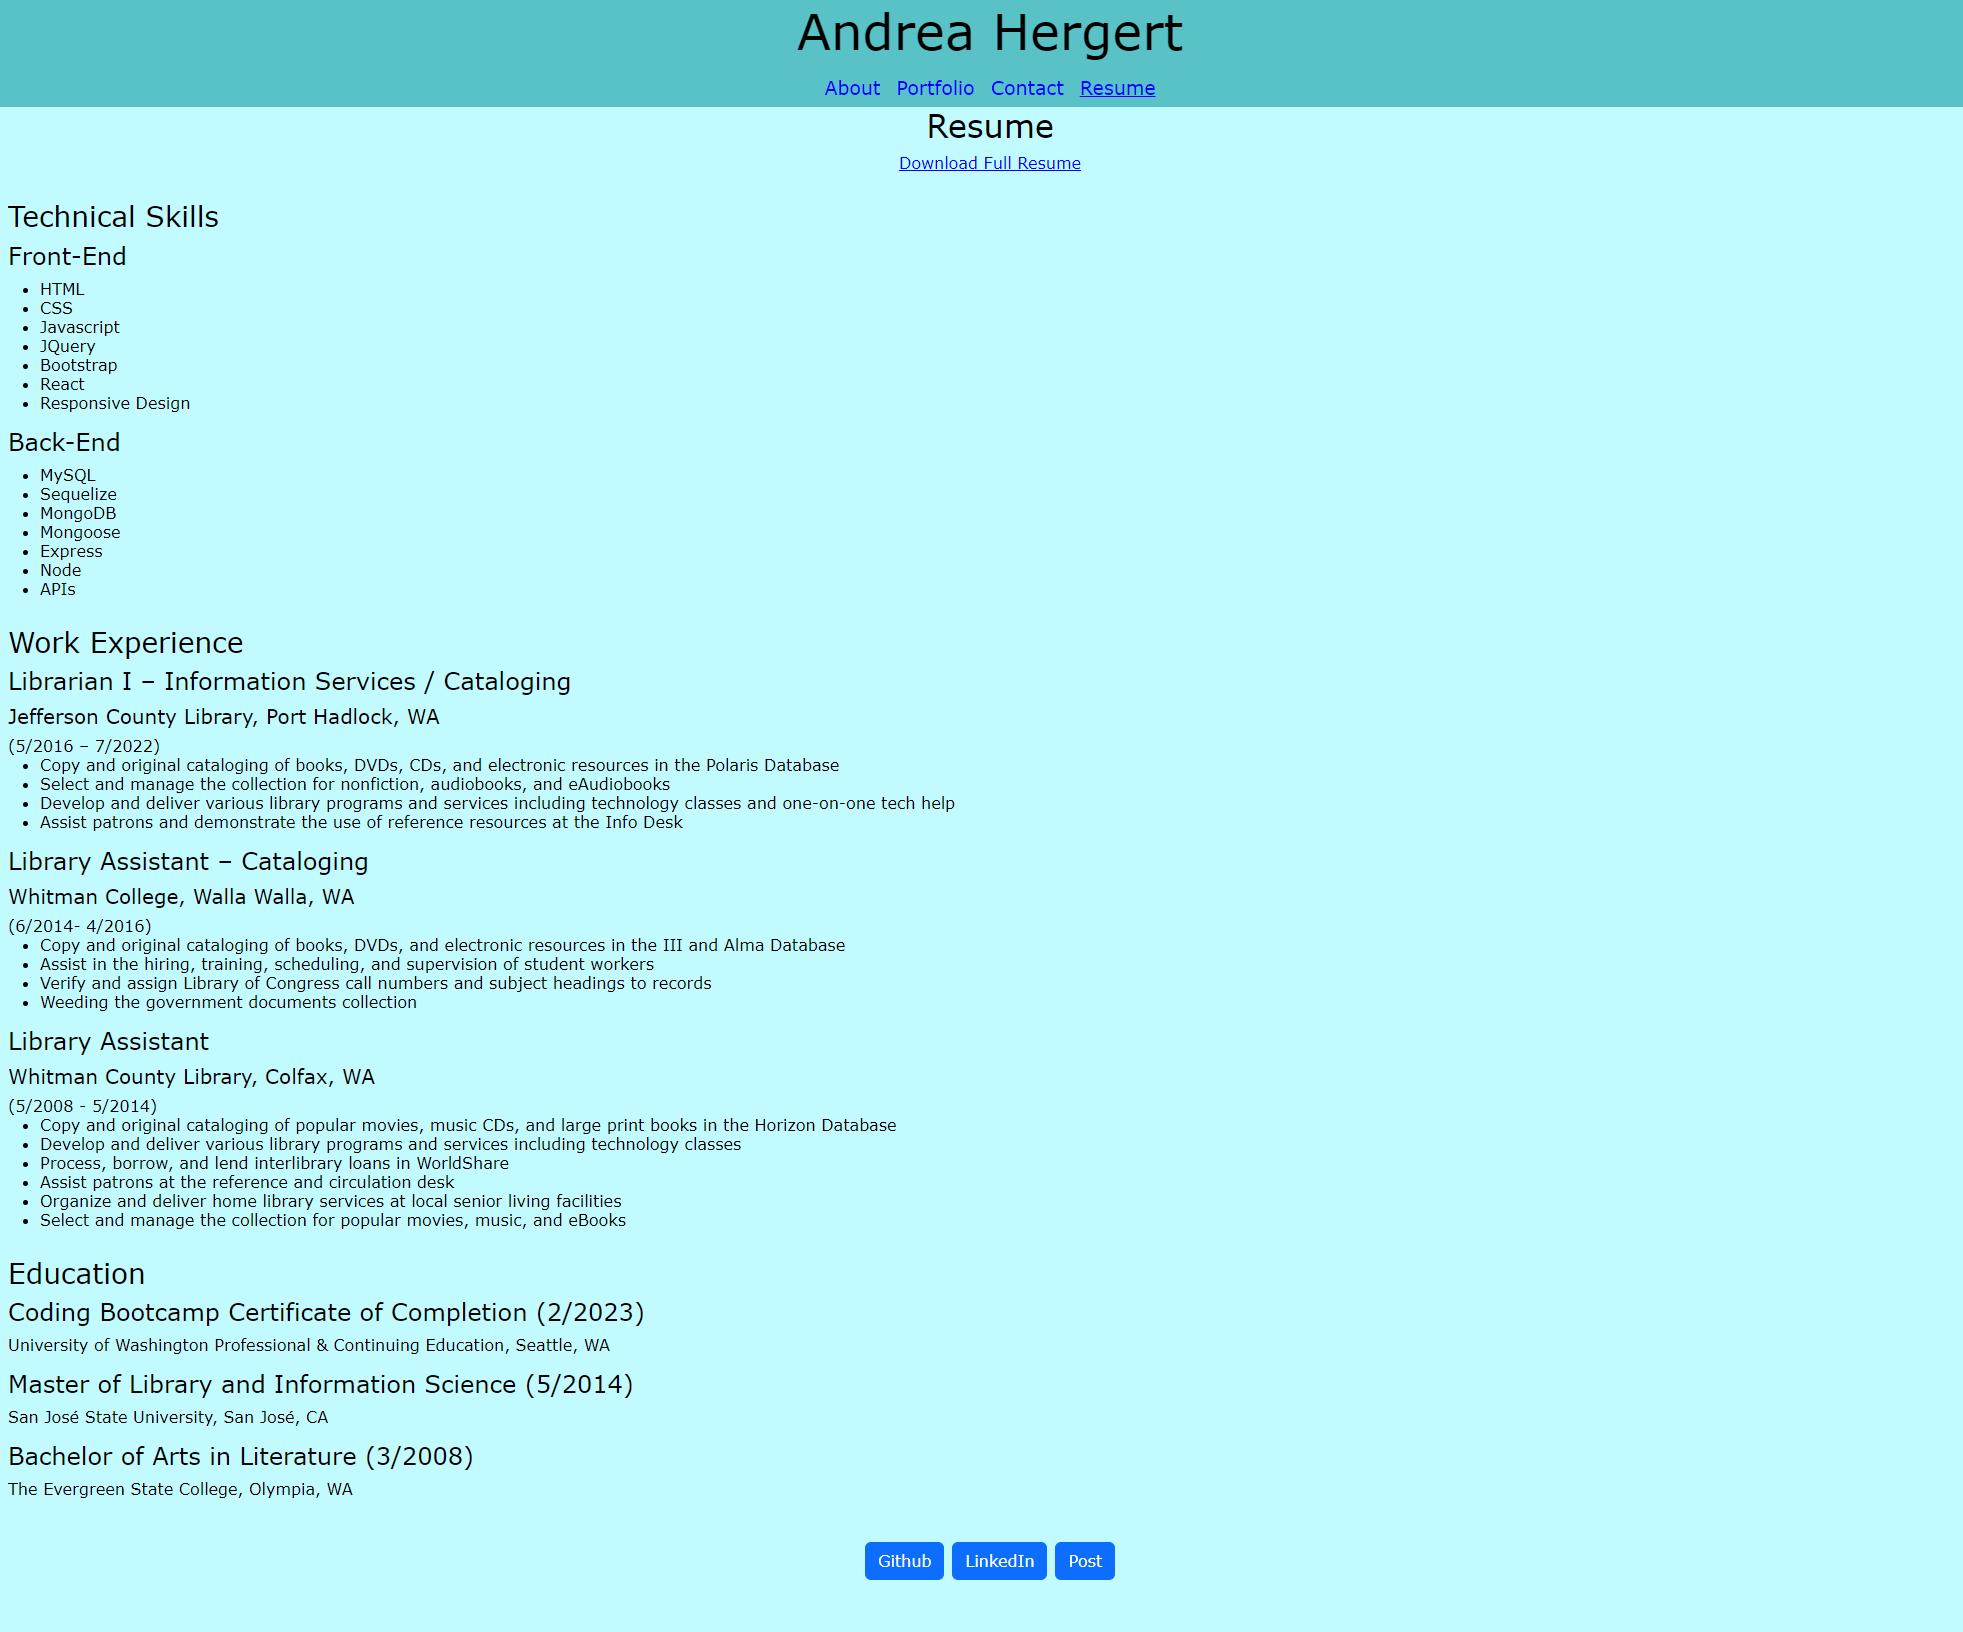 Andrea Hergert
About Portfolio Contact Resume
Resume
Download Full Resume
Technical Skills
Front-End
HTML
CSS
Javascript
JQuery
Bootstrap
React
Responsive Design
Back-End
MySQL
Sequelize
MongoDB
Mongoose
Express
Node
APIs
Work Experience
Librarian I – Information Services / Cataloging
Jefferson County Library, Port Hadlock, WA
(5/2016 – 7/2022)
Copy and original cataloging of books, DVDs, CDs, and electronic resources in the Polaris Database
Select and manage the collection for nonfiction, audiobooks, and eAudiobooks
Develop and deliver various library programs and services including technology classes and one-on-one tech help
Assist patrons and demonstrate the use of reference resources at the Info Desk
Library Assistant – Cataloging
Whitman College, Walla Walla, WA
(6/2014- 4/2016)
Copy and original cataloging of books, DVDs, and electronic resources in the III and Alma Database
Assist in the hiring, training, scheduling, and supervision of student workers
Verify and assign Library of Congress call numbers and subject headings to records
Weeding the government documents collection
Library Assistant
Whitman County Library, Colfax, WA
(5/2008 - 5/2014)
Copy and original cataloging of popular movies, music CDs, and large print books in the Horizon Database
Develop and deliver various library programs and services including technology classes
Process, borrow, and lend interlibrary loans in WorldShare
Assist patrons at the reference and circulation desk
Organize and deliver home library services at local senior living facilities
Select and manage the collection for popular movies, music, and eBooks
Education
Coding Bootcamp Certificate of Completion (2/2023)
University of Washington Professional & Continuing Education, Seattle, WA
Master of Library and Information Science (5/2014)
San José State University, San José, CA
Bachelor of Arts in Literature (3/2008)
The Evergreen State College, Olympia, WA
Github LinkedIn Post